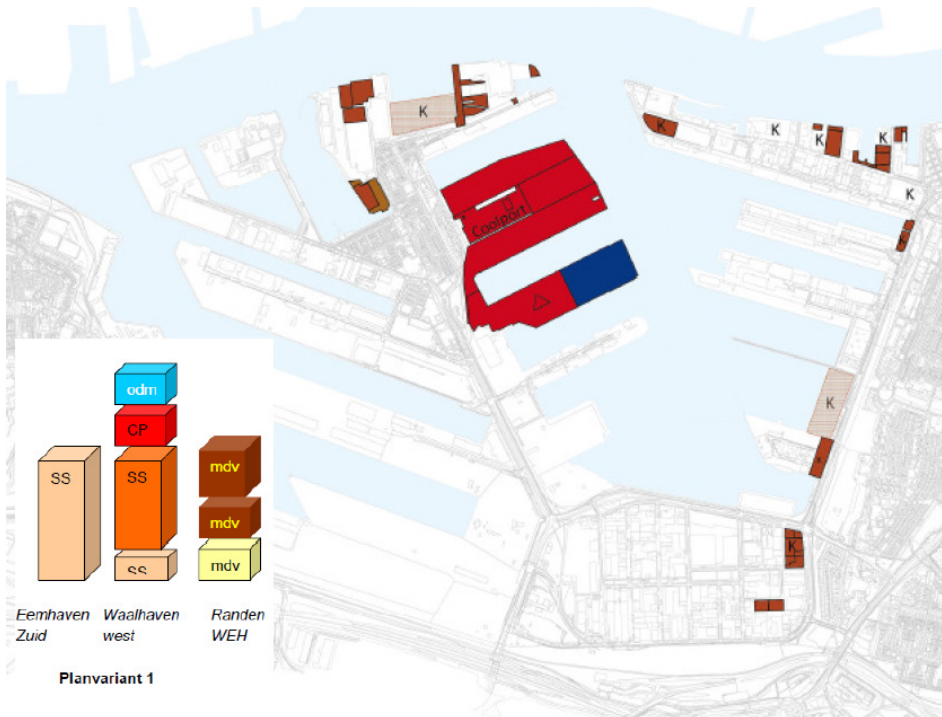 K
K
K
K
K
K
Coolport
K
K
K
K
odm
CP
SS
SS
mdv
mdv
SS
mdv
Eemhaven
Zuid
Waalhaven
west
Randen
WEH
Planvariant 1